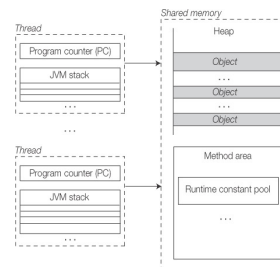 Thread
Program counter (PC)
JVM stack
. . .
. . .
Thread
Program counter (PC)
JVM stack
. . .
Shared memory
Heap
Object
. . .
Object
. . .
Object
Method area
Runtime constant pool
. . .